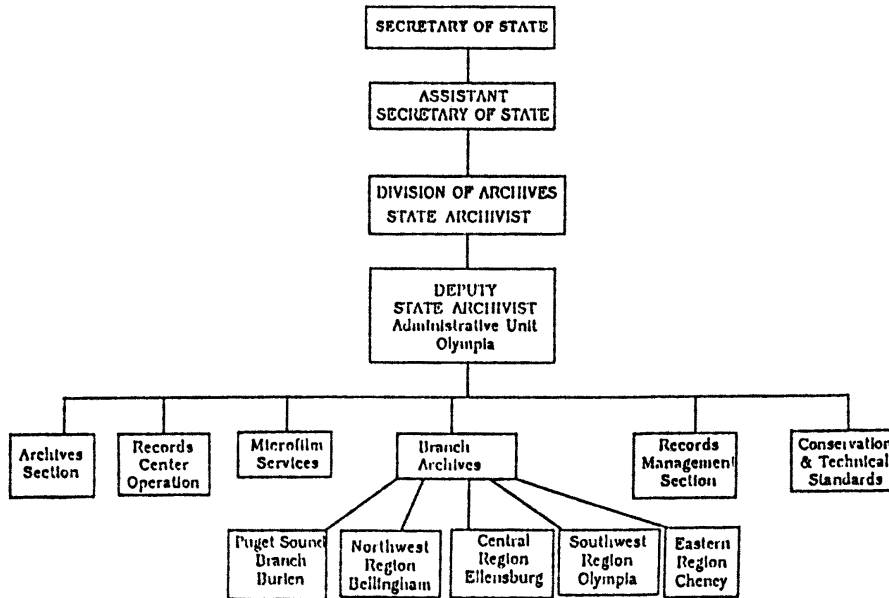 SECRETARY OF STATE
ASSISTANT
SECRETARY OF STATE
DIVISION OF ARCHIVES
STATE ARCHIVIST
DEPUTY
STATE ARCHIVIST
Administrative Unit
Olympia
Archives
Section
Records
Center
Operation
Microfilm
Services
Branch
Archives
Records
Management
Section
Conservation
& Technical
Standards
Puget Sound
Branch
Burien
Northwest
Region
Bellingham
Central
Region
Ellensburg
Southwest
Region
Olympia
Eastern
Region
Cheney